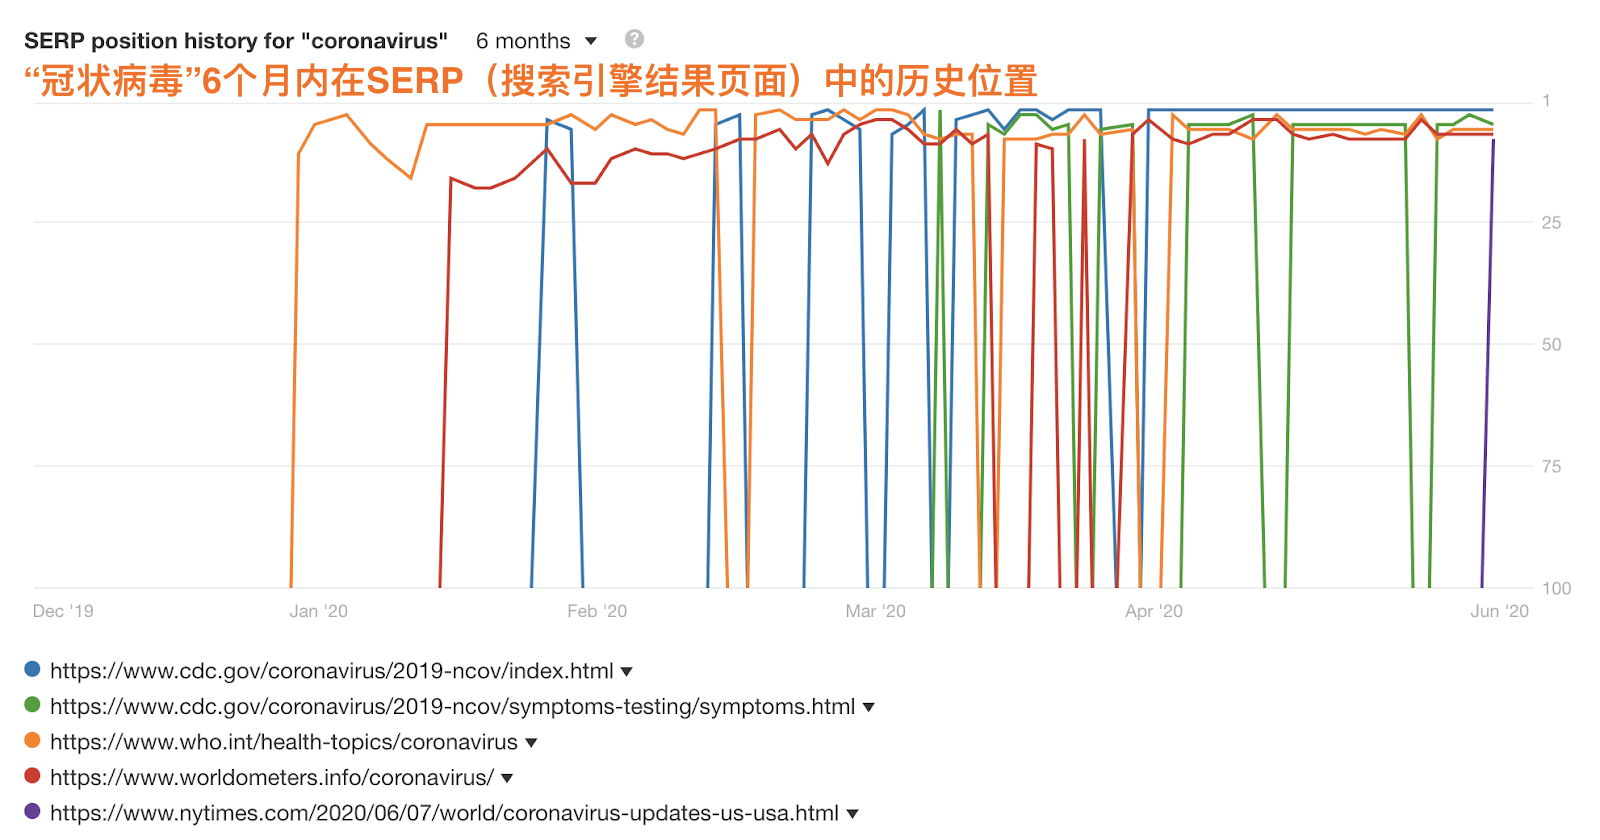 SERP position history for "coronavirus" 6 months ▼ ?
“冠状病毒”6个月内在SERP（搜索引擎结果页面）中的历史位置
1
25
50
75
100
Dec '19 Jan '20 Feb '20 Mar '20 Apr '20 Jun '20
https://www.cdc.gov/coronavirus/2019-ncov/index.html ▼
https://www.cdc.gov/coronavirus/2019-ncov/symptoms-testing/symptoms.html ▼
https://www.who.int/health-topics/coronavirus ▼
https://www.worldometers.info/coronavirus/ ▼
https://www.nytimes.com/2020/06/07/world/coronavirus-updates-us-usa.html ▼